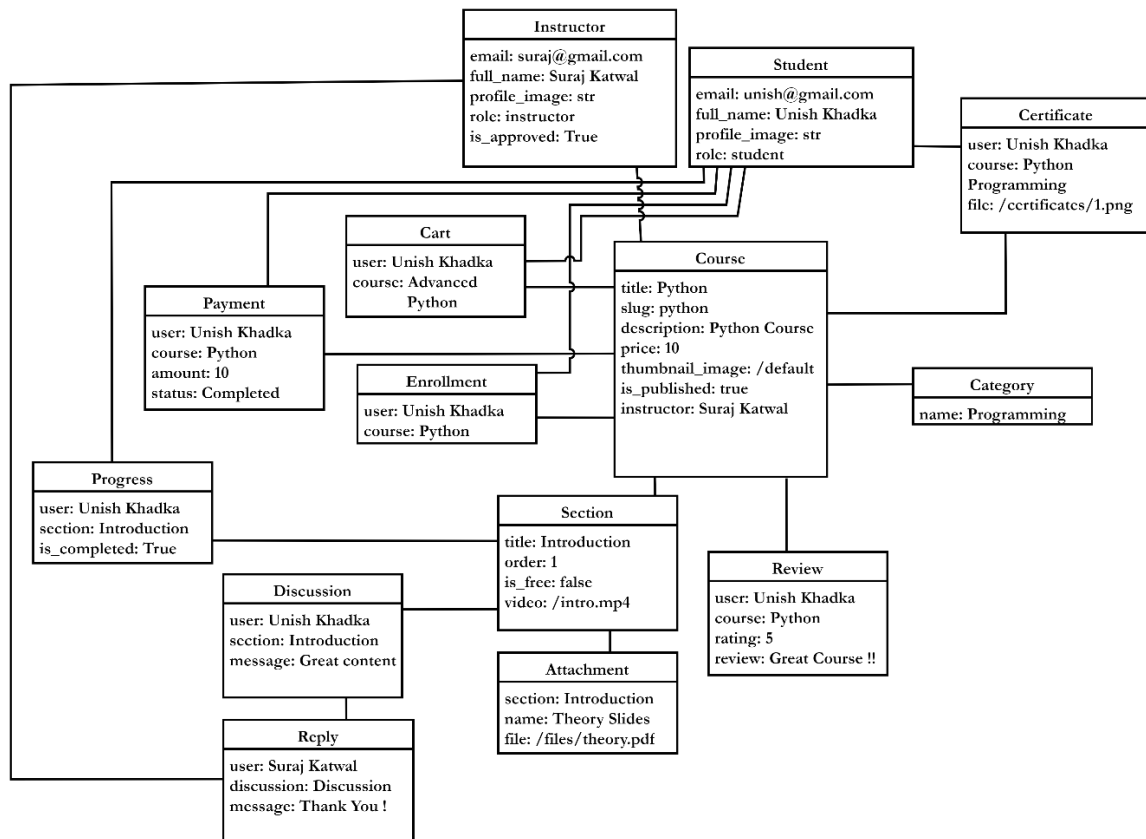 Instructor
email: suraj@gmail.com
full_name: Suraj Katwal
profile_image: str
role: instructor
is_approved: True
Student
email: unish@gmail.com
full_name: Unish Khadka
profile_image: str
role: student
Certificate
user: Unish Khadka
course: Python
Programming
file: /certificates/1.png
Cart
user: Unish Khadka
course: Advanced
Python
Course
title: Python
slug: python
description: Python Course
price: 10
thumbnail_image: /default
is_published: true
instructor: Suraj Katwal
Payment
user: Unish Khadka
course: Python
amount: 10
status: Completed
Enrollment
user: Unish Khadka
course: Python
Category
name: Programming
Progress
user: Unish Khadka
section: Introduction
is_completed: True
Section
title: Introduction
order: 1
is_free: false
video: /intro.mp4
Review
user: Unish Khadka
course: Python
rating: 5
review: Great Course !!
Discussion
user: Unish Khadka
section: Introduction
message: Great content
Attachment
section: Introduction
name: Theory Slides
file: /files/theory.pdf
Reply
user: Suraj Katwal
discussion: Discussion
message: Thank You !